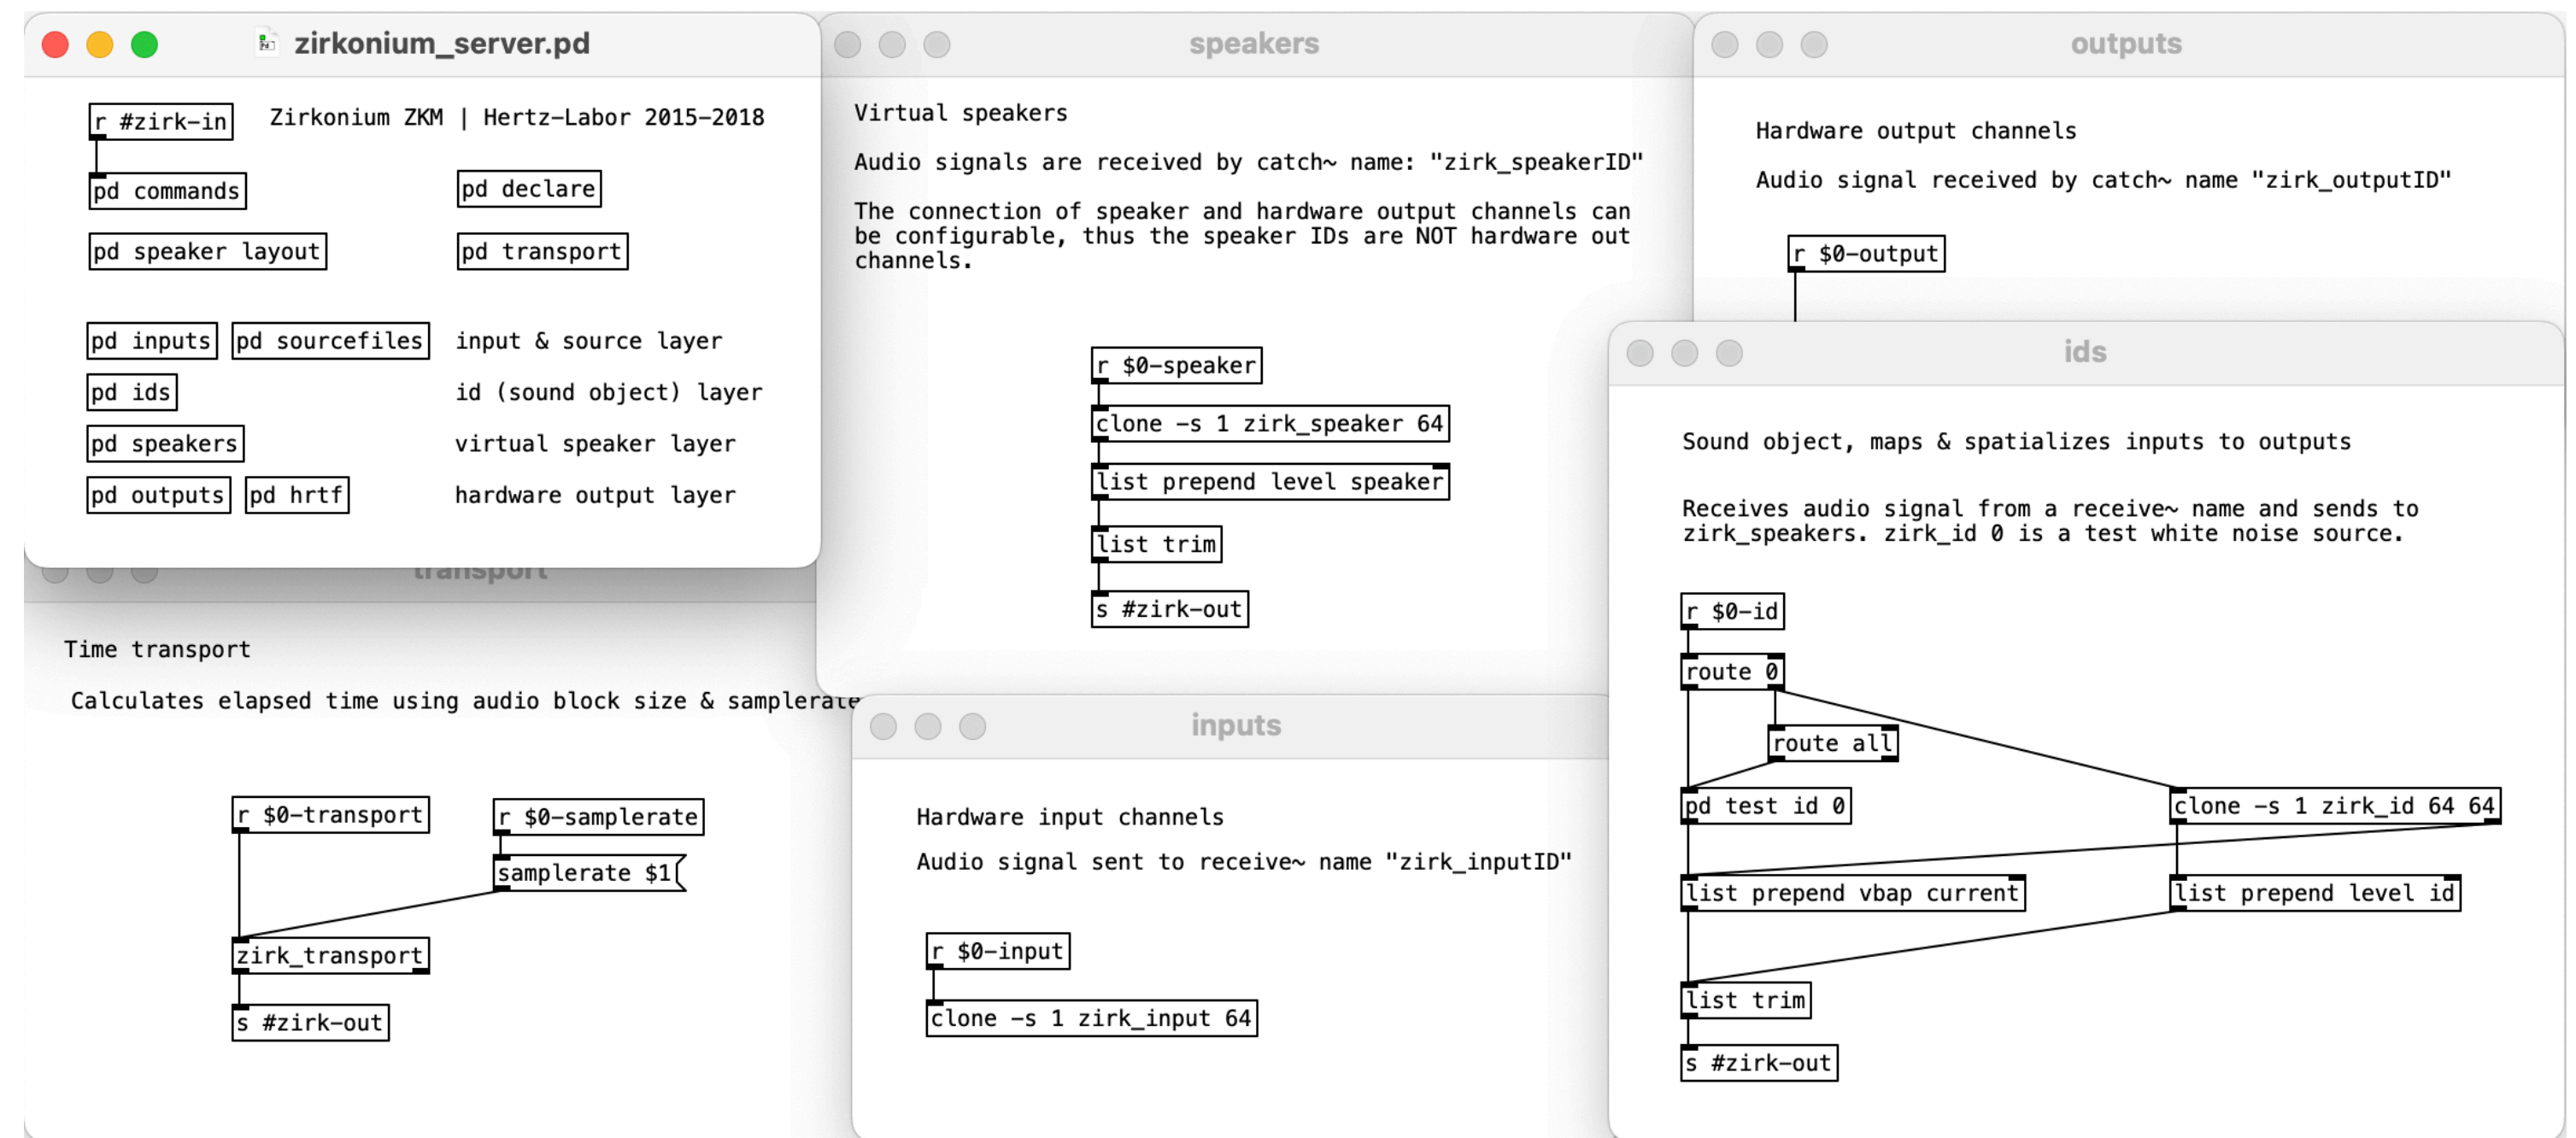 zirkonium_server.pd
r #zirk-in
Zirkonium ZKM | Hertz-Labor 2015-2018
pd commands
pd declare
pd speaker layout
pd transport
pd inputs
pd sourcefiles
input & source layer
pd ids
id (sound object) layer
pd speakers
virtual speaker layer
pd outputs
pd hrtf
hardware output layer
speakers
Virtual speakers
Audio signals are received by catch~ name: "zirk_speakerID"
The connection of speaker and hardware output channels can
be configurable, thus the speaker IDs are NOT hardware out
channels.
r $0-speaker
clone -s 1 zirk_speaker 64
list prepend level speaker
list trim
s #zirk-out
outputs
Hardware output channels
Audio signal received by catch~ name "zirk_outputID"
r $0-output
transport
Time transport
Calculates elapsed time using audio block size & samplerate
r $0-transport
r $0-samplerate
samplerate $1
zirk_transport
s #zirk-out
inputs
Hardware input channels
Audio signal sent to receive~ name "zirk_inputID"
r $0-input
clone -s 1 zirk_input 64
ids
Sound object, maps & spatializes inputs to outputs
Receives audio signal from a receive~ name and sends to
zirk_speakers. zirk_id 0 is a test white noise source.
r $0-id
route 0
route all
pd test id 0
clone -s 1 zirk_id 64 64
list prepend vbap current
list prepend level id
list trim
s #zirk-out